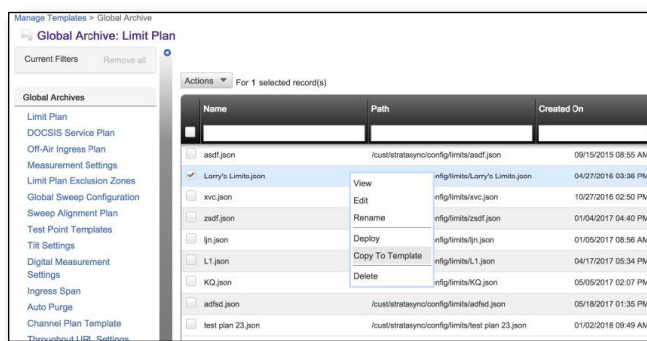 Manage Templates > Global Archive
Global Archive: Limit Plan
Current Filters Remove all
Global Archives
Limit Plan
DOCSIS Service Plan
Off-Air Ingress Plan
Measurement Settings
Limit Plan Exclusion Zones
Global Sweep Configuration
Sweep Alignment Plan
Test Point Templates
Tilt Settings
Digital Measurement
Settings
Ingress Span
Auto Purge
Channel Plan Template
Throughput URL Settings
Actions For 1 selected record(s)
Name Path Created On
asdf.json /cust/stratasync/config/limits/asdf.json 09/15/2015 08:55 AM
Larry's Limits.json nfig/limits/Larry's Limits.json 04/27/2016 03:36 PM
xvc.json nfig/limits/xvc.json 10/27/2016 02:50 PM
zsdf.json nfig/limits/zsdf.json 01/04/2017 04:40 PM
ljn.json nfig/limits/ljn.json 01/05/2017 08:56 AM
L1.json nfig/limits/L1.json 04/17/2017 05:34 PM
KQ.json nfig/limits/KQ.json 05/05/2017 02:07 PM
adfsd.json /cust/stratasync/config/limits/adfsd.json 05/18/2017 01:35 PM
test plan 23.json /cust/stratasync/config/limits/test plan 23.json 01/02/2018 09:49 AM
View
Edit
Rename
Deploy
Copy To Template
Delete